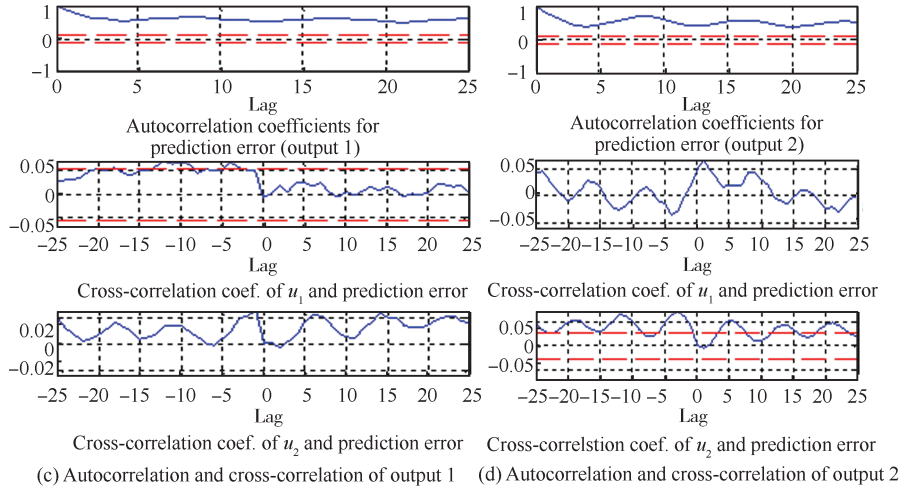 1
0
−1
0 5 10 15 20 25
Lag
Autocorrelation coefficients for
prediction error (output 1)
0.05
0
−0.05
−25 −20 −15 −10 −5 0 5 10 15 20 25
Lag
Cross-correlation coef. of u1 and prediction error
0.02
0
−0.02
−25 −20 −15 −10 −5 0 5 10 15 20 25
Lag
Cross-correlation coef. of u2 and prediction error
(c) Autocorrelation and cross-correlation of output 1
1
0
1
0 5 10 15 20 25
Lag
Autocorrelation coefficients for
prediction error (output 2)
0.05
0
−0.05
−25 −20 −15 −10 −5 0 5 10 15 20 25
Lag
Cross-correlation coef. of u1 and prediction error
0.05
0
−0.05
−25 −20 −15 −10 −5 0 5 10 15 20 25
Lag
Cross-correlstion coef. of u2 and prediction error
(d) Autocorrelation and cross-correlation of output 2